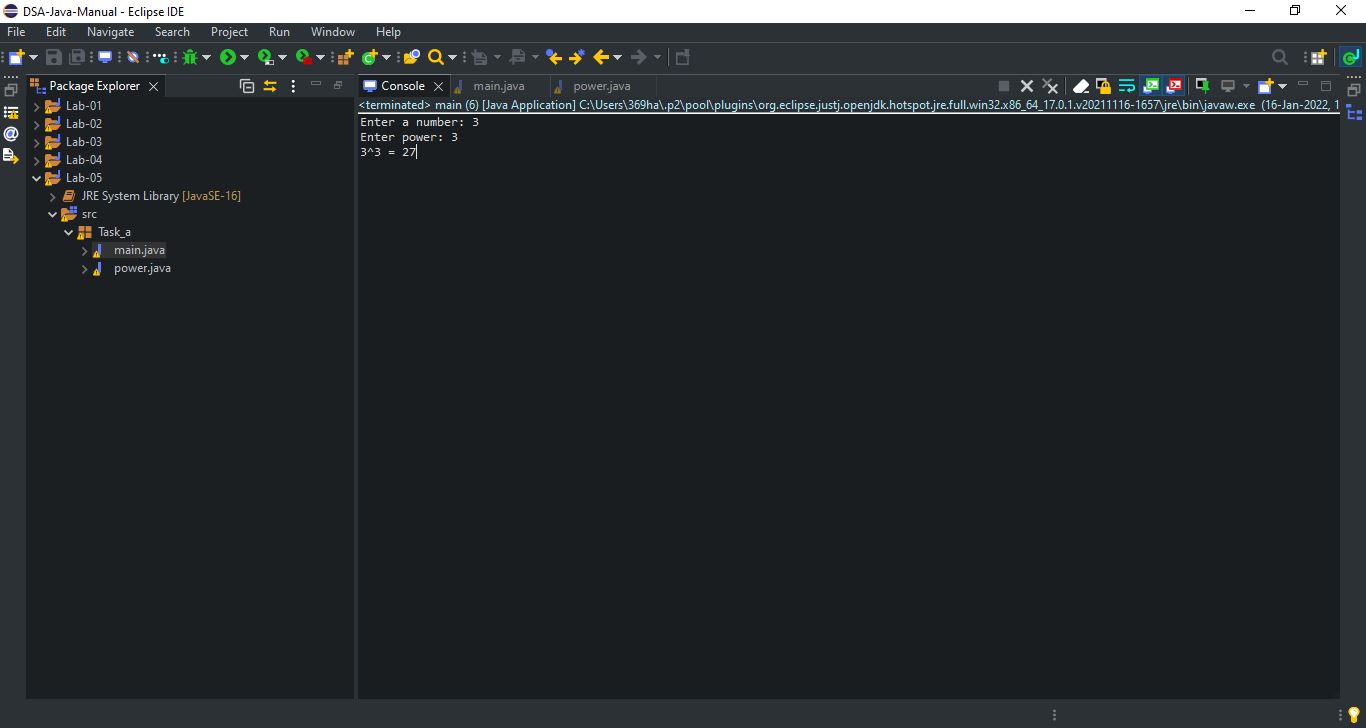 DSA-Java-Manual - Eclipse IDE
File Edit Navigate Search Project Run Window Help
Package Explorer
Lab-01
Lab-02
Lab-03
Lab-04
Lab-05
JRE System Library [JavaSE-16]
src
Task_a
main.java
power.java
Console main.java power.java
<terminated> main (6) [Java Application] C:\Users\369ha\.p2\pool\plugins\org.eclipse.justj.openjdk.hotspot.jre.full.win32.x86_64_17.0.1.v20211116-1657\jre\bin\javaw.exe (16-Jan-2022, 1
Enter a number: 3
Enter power: 3
3^3 = 27